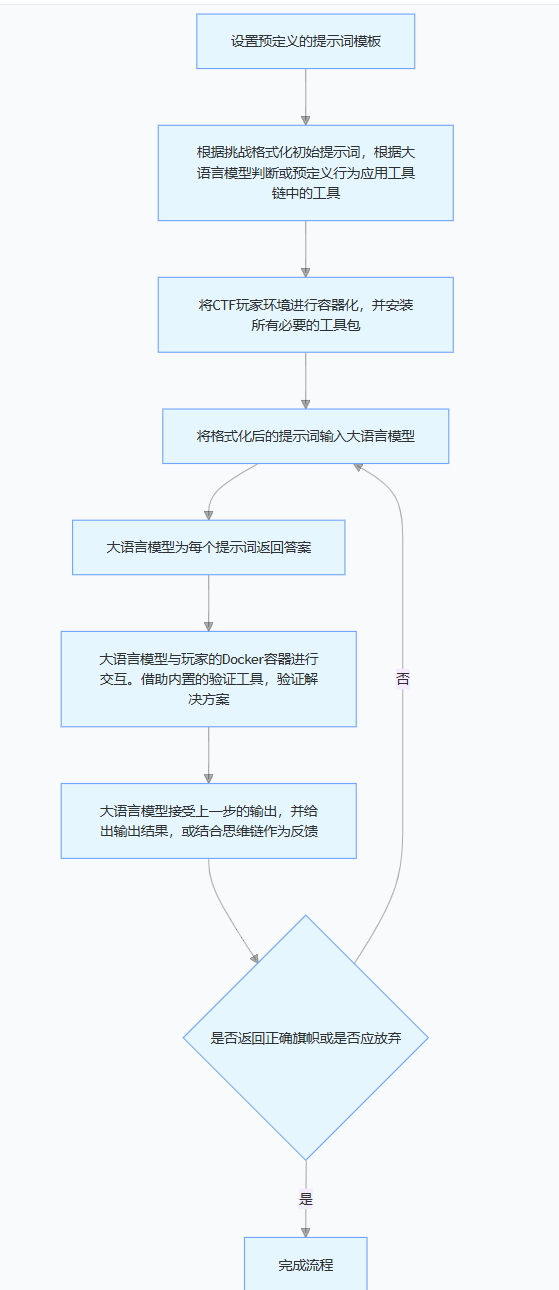 设置预定义的提示词模板
根据挑战格式化初始提示词，根据大
语言模型判断或预定义行为应用工具
链中的工具
将CTF玩家环境进行容器化，并安装
所有必要的工具包
将格式化后的提示词输入大语言模型
大语言模型为每个提示词返回答案
大语言模型与玩家的Docker容器进行
交互。借助内置的验证工具，验证解
决方案
否
大语言模型接受上一步的输出，并给
出输出结果，或结合思维链作为反馈
是否返回正确旗帜或是否应放弃
是
完成流程